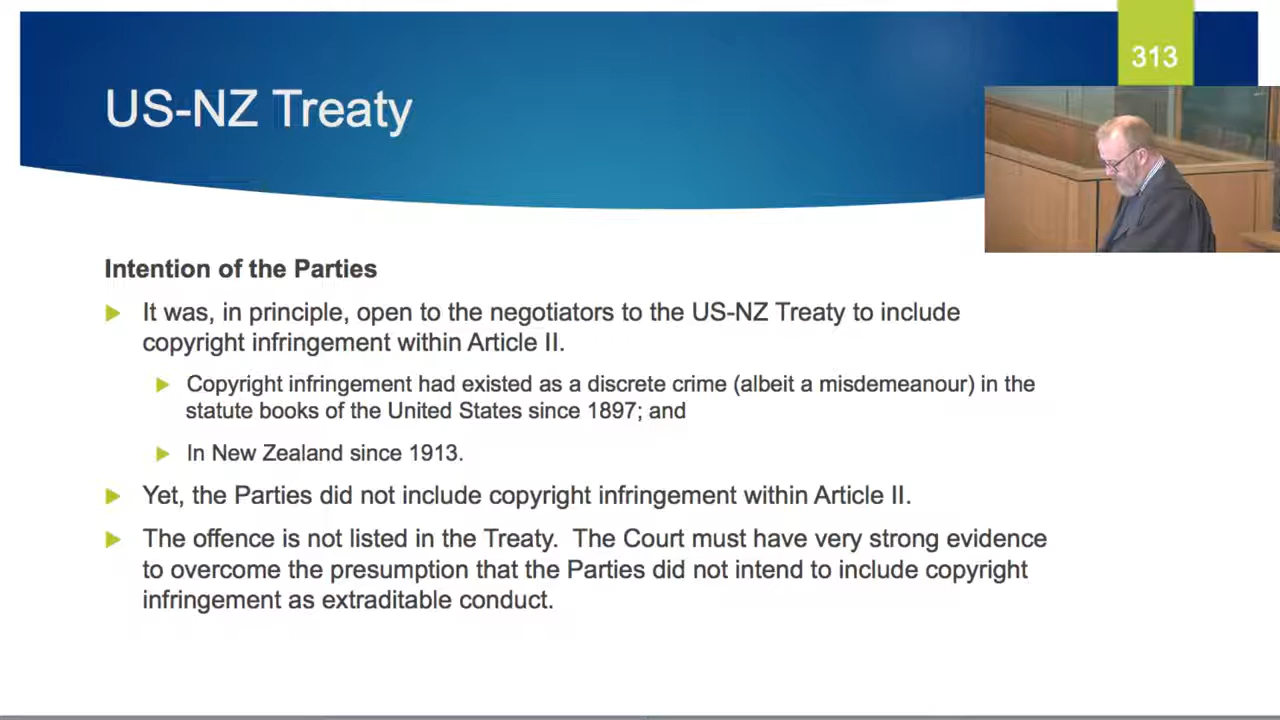 313
US-NZ Treaty
Intention of the Parties
It was, in principle, open to the negotiators to the US-NZ Treaty to include
copyright infringement within Article II.
Copyright infringement had existed as a discrete crime (albeit a misdemeanour) in the
statute books of the United States since 1897; and
In New Zealand since 1913.
Yet, the Parties did not include copyright infringement within Article II.
The offence is not listed in the Treaty.  The Court must have very strong evidence
to overcome the presumption that the Parties did not intend to include copyright
infringement as extraditable conduct.